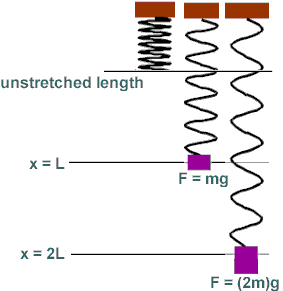 unstretched length
x = L
F = mg
x = 2L
F = (2m)g